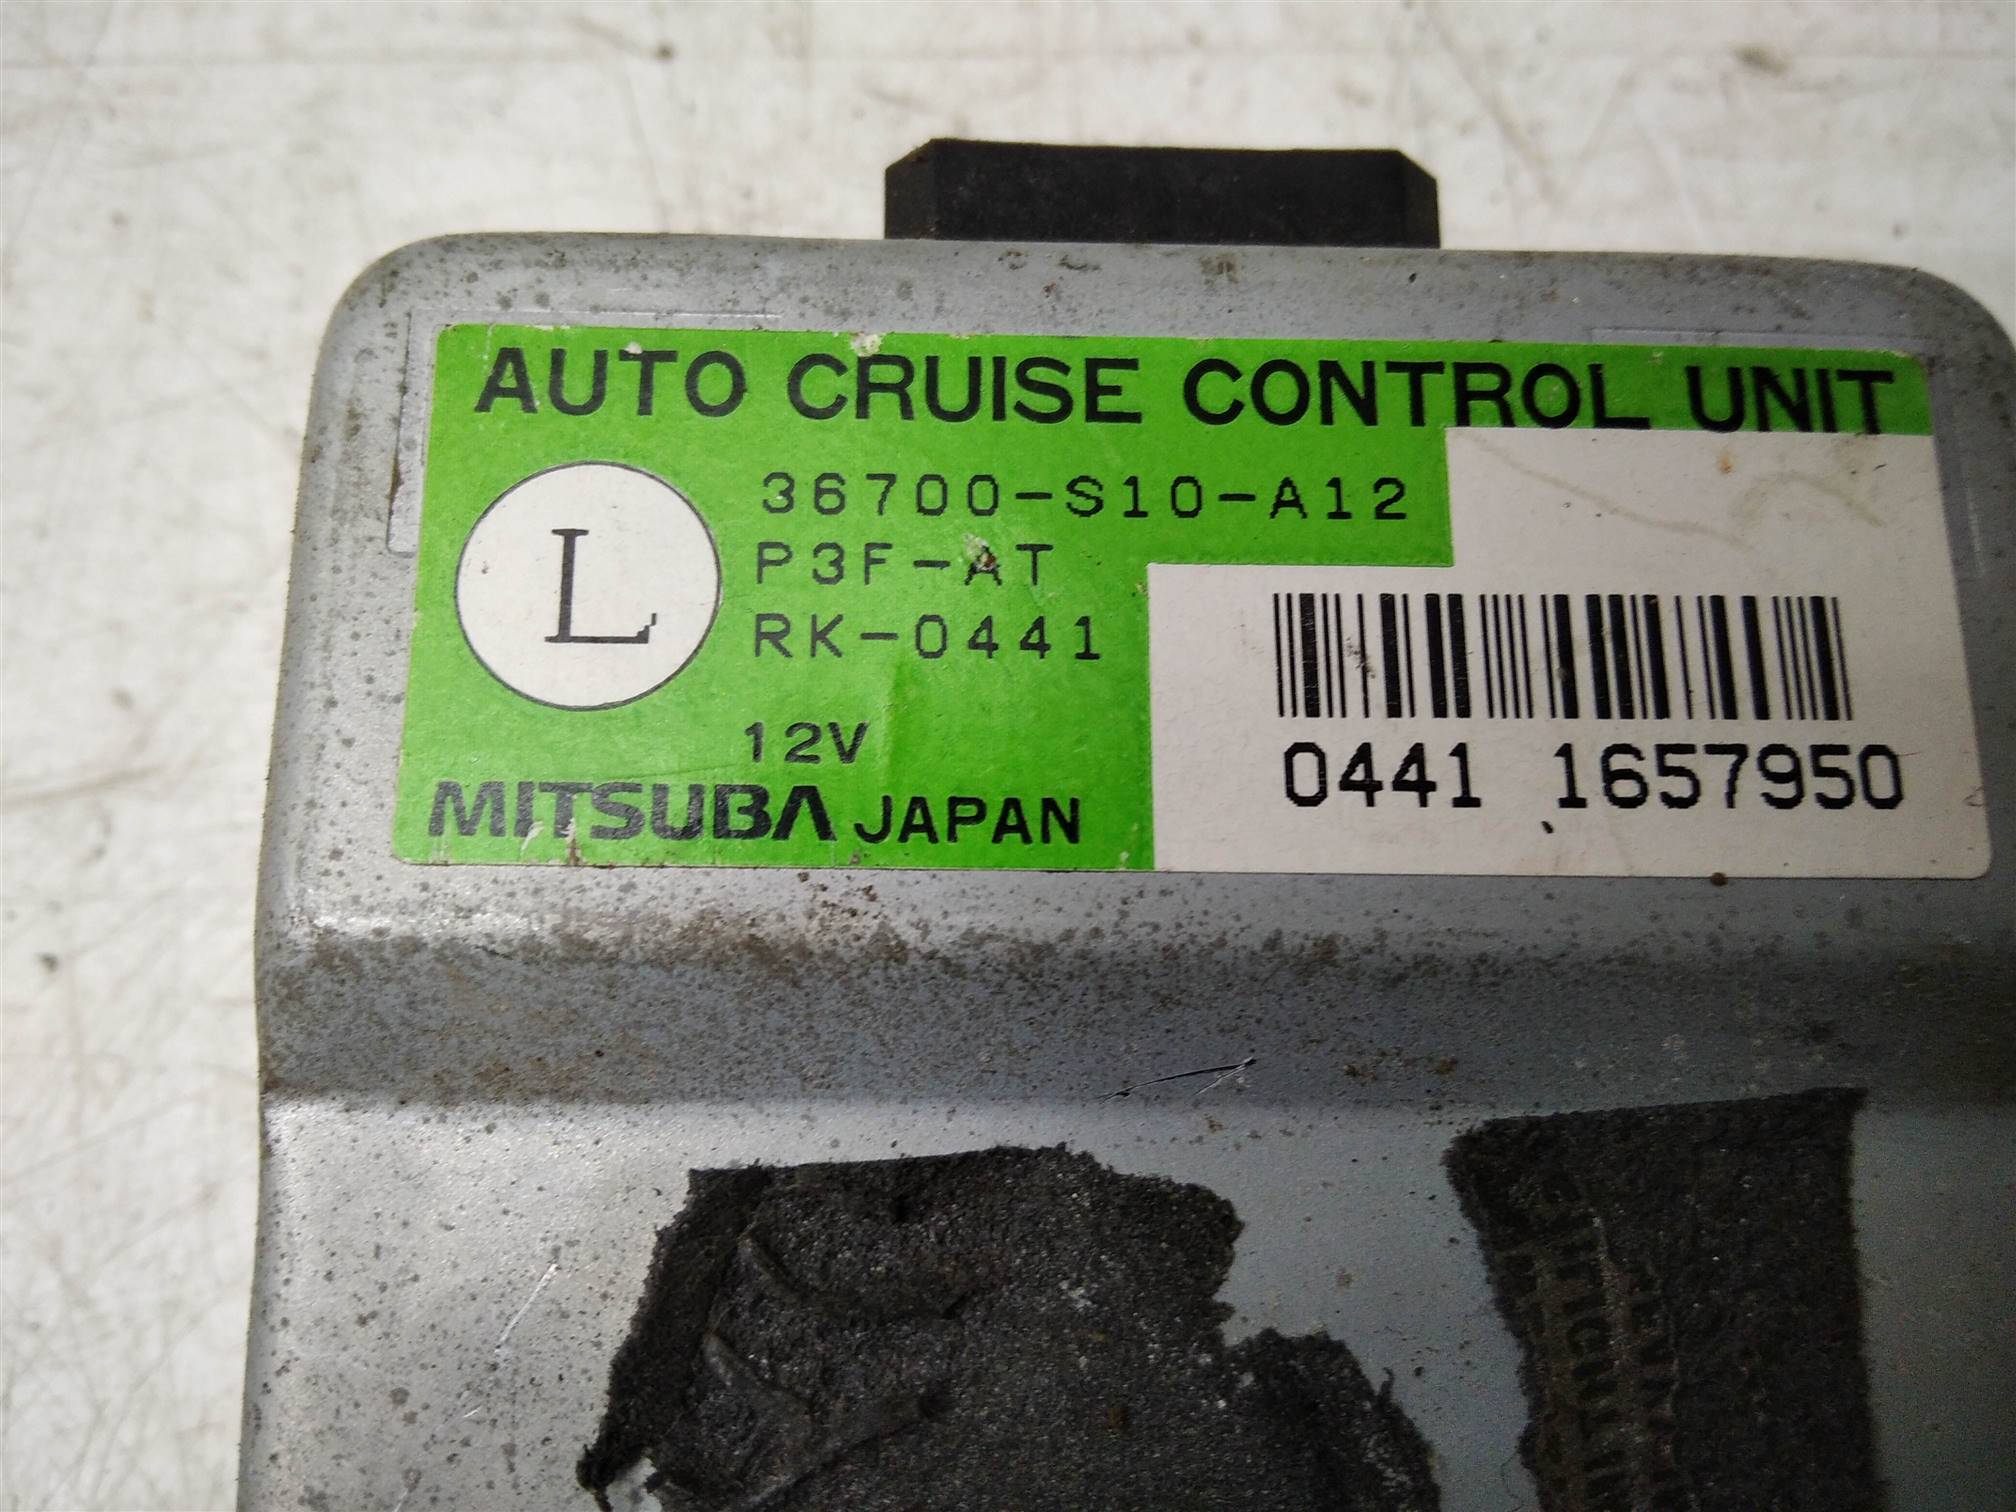 AUTO CRUISE CONTROL UNIT
L
36700-S10-A12
P3F-AT
RK-0441
12V
MITSUBA JAPAN
0441 1657950